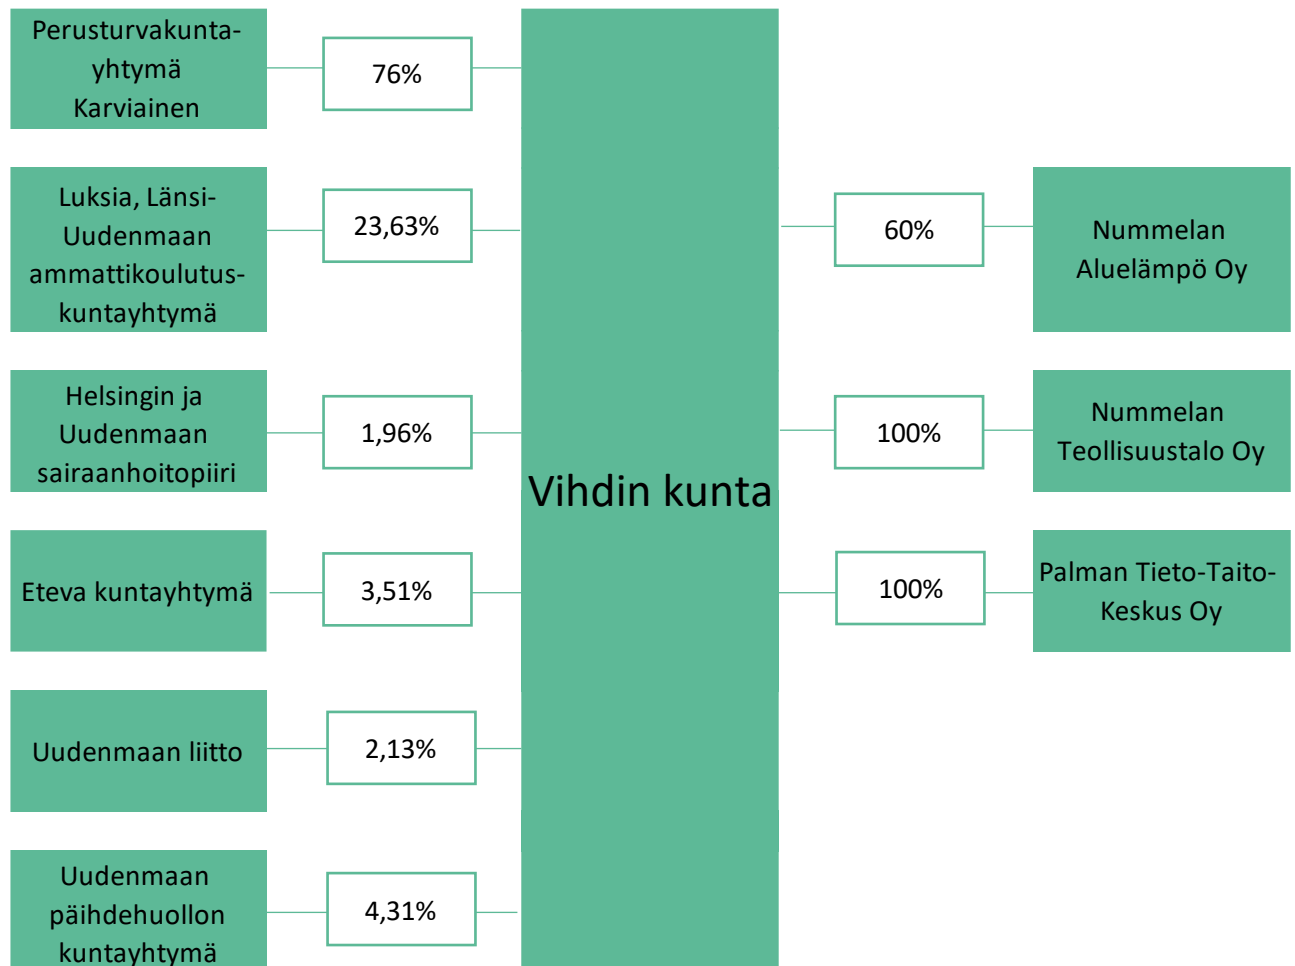 Perusturvakunta-
yhtymä
Karviainen
76%
Luksia, Länsi-
Uudenmaan
ammattikoulutus-
kuntayhtymä
23,63%
Helsingin ja
Uudenmaan
sairaanhoitopiiri
1,96%
Eteva kuntayhtymä
3,51%
Uudenmaan liitto
2,13%
Uudenmaan
päihdehuollon
kuntayhtymä
4,31%
Vihdin kunta
60%
Nummelan
Aluelämpö Oy
100%
Nummelan
Teollisuustalo Oy
100%
Palman Tieto-Taito-
Keskus Oy